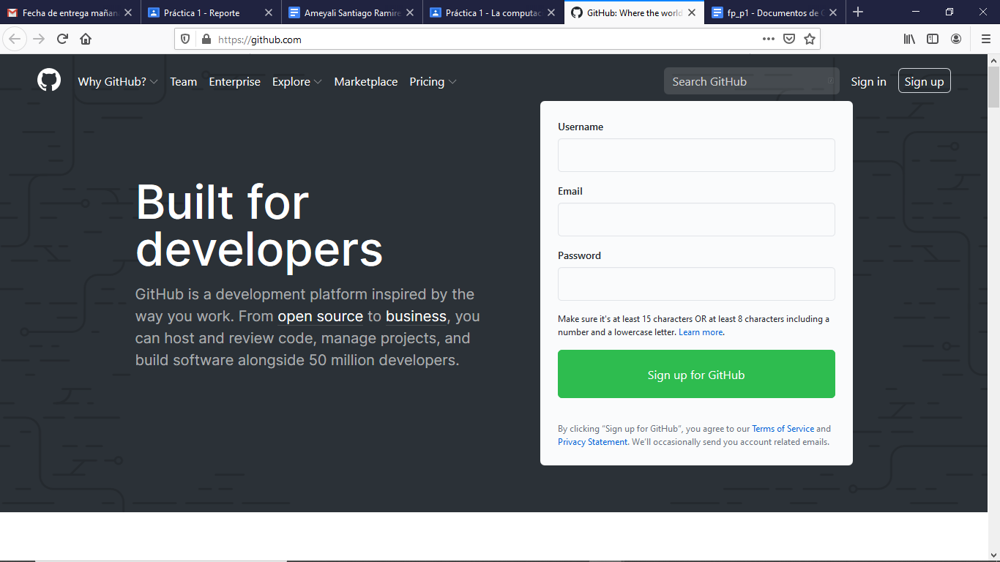 Fecha de entrega mañan
Práctica 1 - Reporte
Ameyali Santiago Ramire
Práctica 1 - La computac
GitHub: Where the world
fp_p1 - Documentos de G
https://github.com
Why GitHub?
Team
Enterprise
Explore
Marketplace
Pricing
Search GitHub
Sign in
Sign up
Built for
developers
GitHub is a development platform inspired by the
way you work. From open source to business, you
can host and review code, manage projects, and
build software alongside 50 million developers.
Username
Email
Password
Make sure it's at least 15 characters OR at least 8 characters including a
number and a lowercase letter. Learn more.
Sign up for GitHub
By clicking “Sign up for GitHub”, you agree to our Terms of Service and
Privacy Statement. We’ll occasionally send you account related emails.